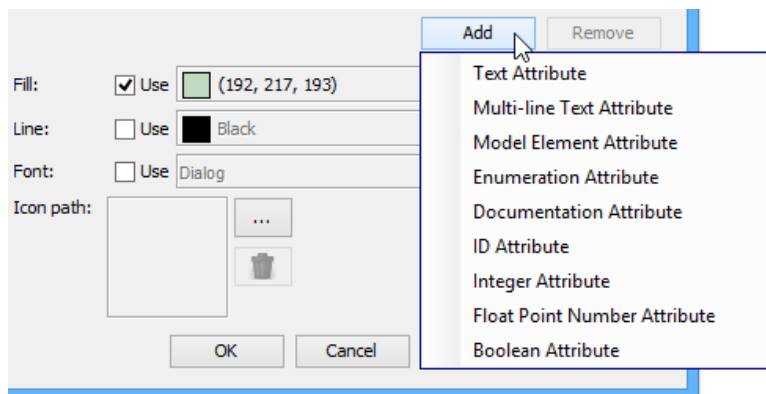 Add Remove
Text Attribute
Fill: Use (192, 217, 193)
Multi-line Text Attribute
Line: Use Black
Model Element Attribute
Font: Use Dialog
Enumeration Attribute
Icon path:
...
Documentation Attribute
ID Attribute
Integer Attribute
Float Point Number Attribute
OK Cancel
Boolean Attribute